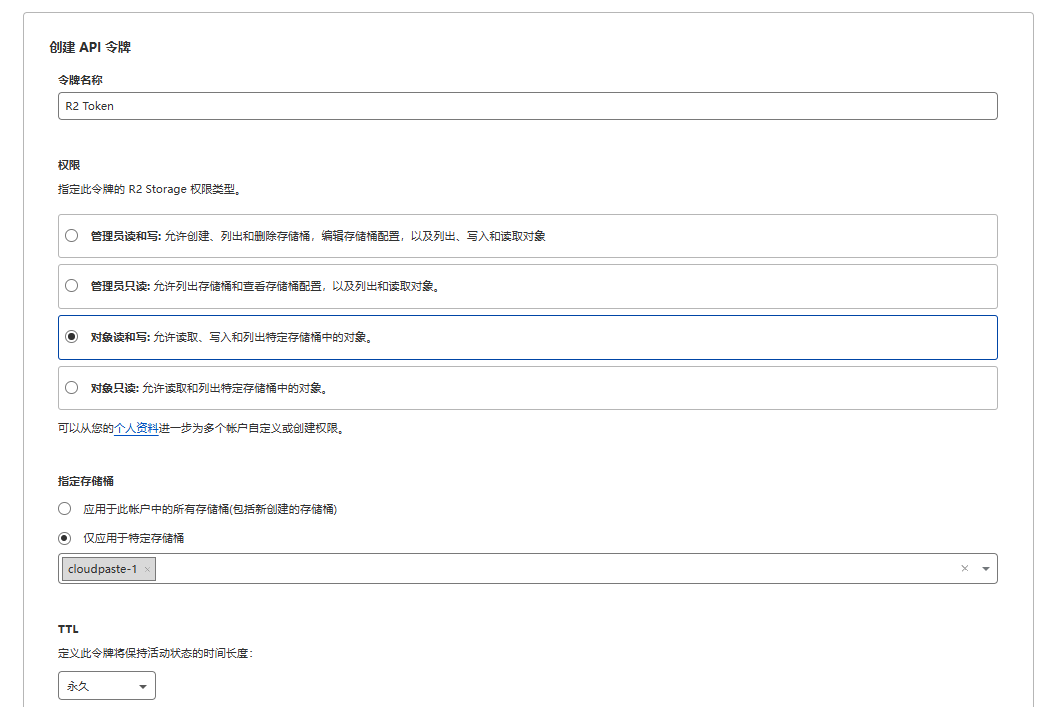 创建 API 令牌
令牌名称
R2 Token
权限
指定此令牌的 R2 Storage 权限类型。
管理员读和写: 允许创建、列出和删除存储桶，编辑存储桶配置，以及列出、写入和读取对象
管理员只读: 允许列出存储桶和查看存储桶配置，以及列出和读取对象。
对象读和写: 允许读取、写入和列出特定存储桶中的对象。
对象只读: 允许读取和列出特定存储桶中的对象。
可以从您的个人资料进一步为多个帐户自定义或创建权限。
指定存储桶
应用于此帐户中的所有存储桶(包括新创建的存储桶)
仅应用于特定存储桶
cloudpaste-1 ×
TTL
定义此令牌将保持活动状态的时间长度:
永久